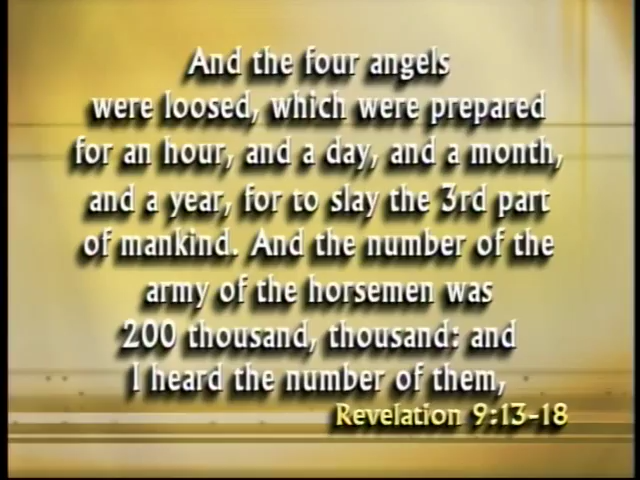 And the four angels
were loosed, which were prepared
for an hour, and a day, and a month,
and a year, for to slay the 3rd part
of mankind. And the number of the
army of the horsemen was
200 thousand, thousand: and
I heard the number of them,
Revelation 9:13-18